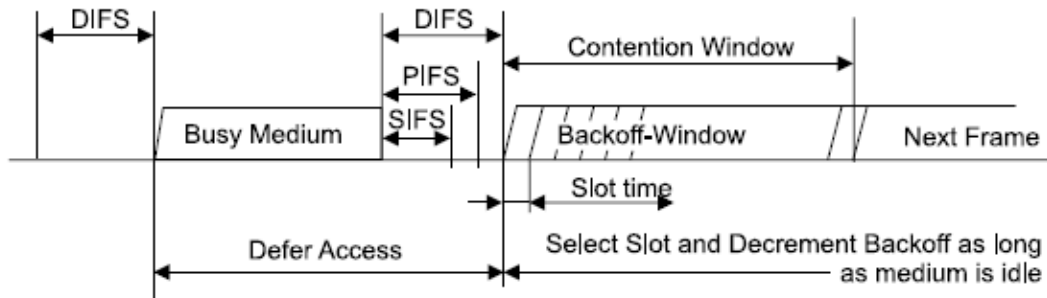 DIFS
DIFS
Contention Window
PIFS
SIFS
Busy Medium
Backoff-Window
Next Frame
Slot time
Defer Access
Select Slot and Decrement Backoff as long
as medium is idle